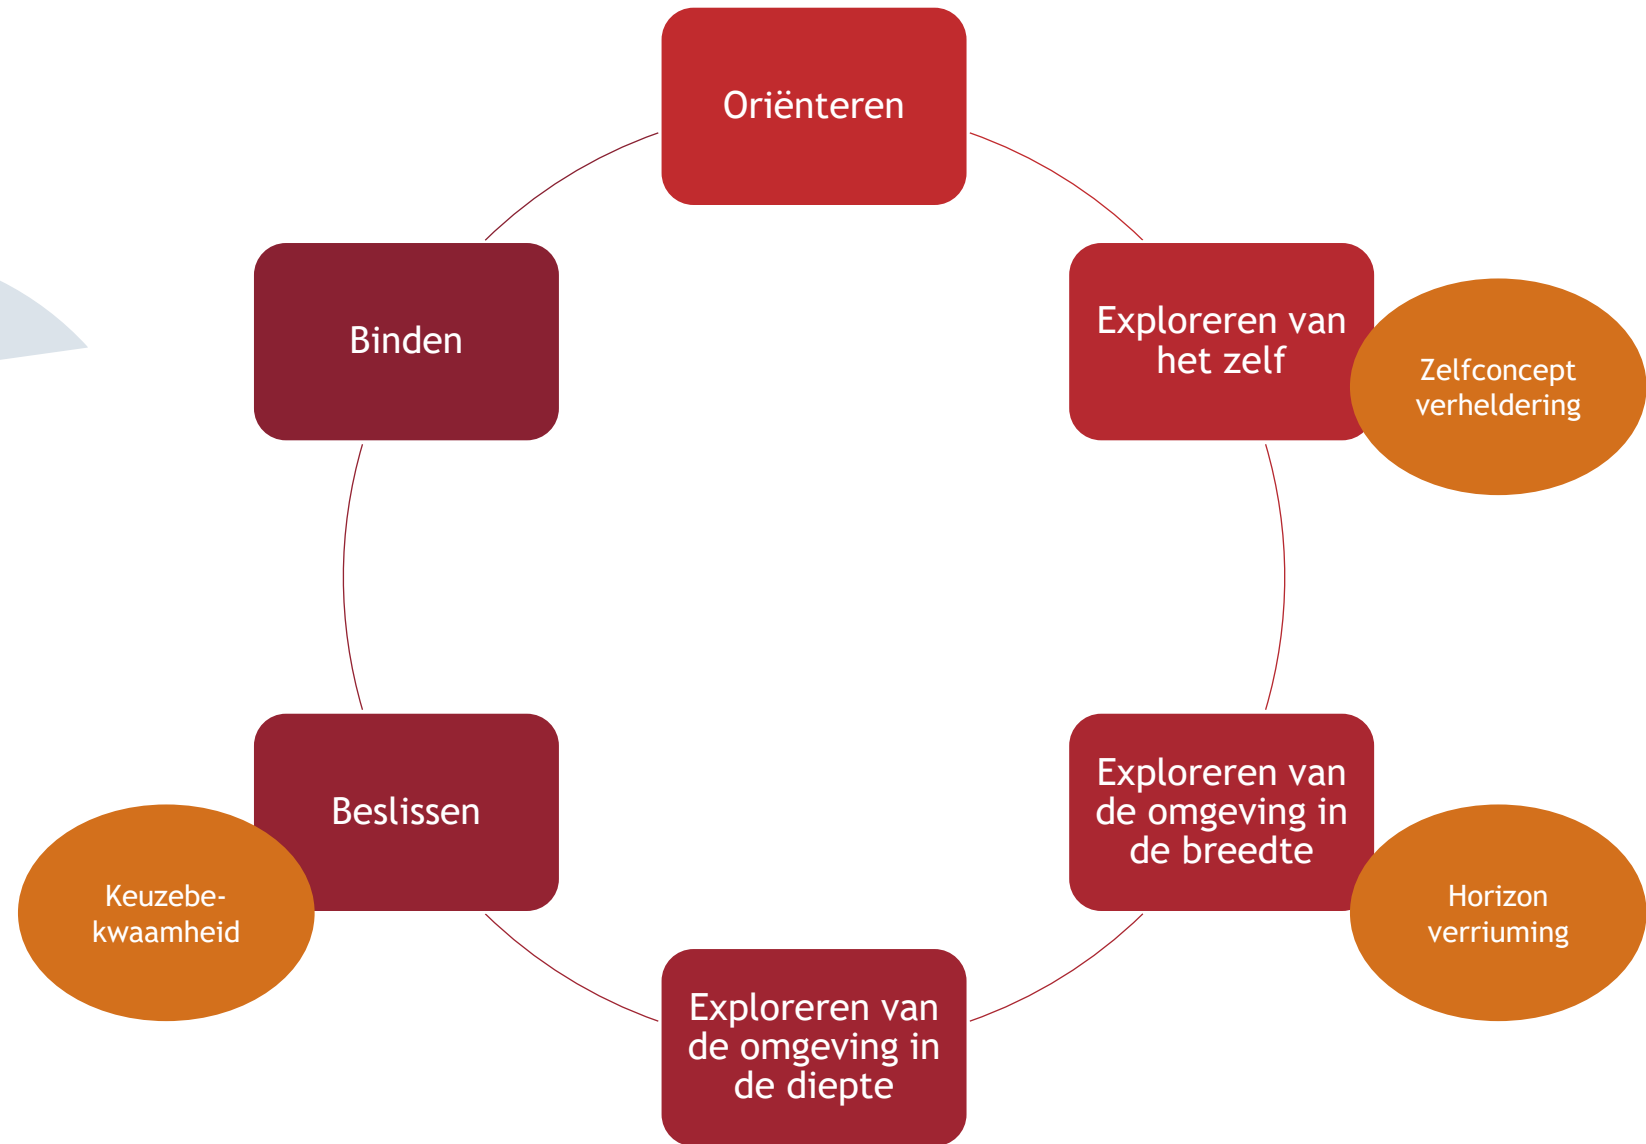 Oriënteren
Exploreren van
het zelf
Zelfconcept
verheldering
Exploreren van
de omgeving in
de breedte
Horizon
verriuming
Exploreren van
de omgeving in
de diepte
Beslissen
Keuzebe-
kwaamheid
Binden